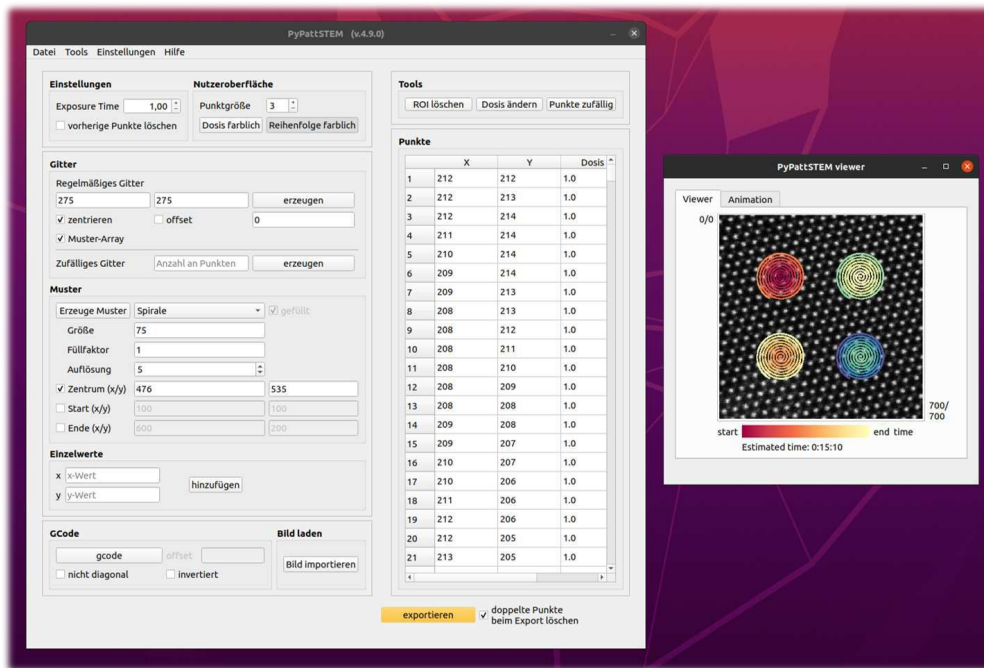 PyPattSTEM (v.4.9.0)
Datei Tools Einstellungen Hilfe
Einstellungen
Exposure Time 1,00
vorherige Punkte löschen
Nutzeroberfläche
Punktgröße 3
Dosis farblich Reihenfolge farblich
Gitter
Regelmäßiges Gitter
275 275 erzeugen
zentrieren offset 0
Muster-Array
Zufälliges Gitter Anzahl an Punkten erzeugen
Muster
Erzeuge Muster Spirale gefüllt
Größe 75
Füllfaktor 1
Auflösung 5
Zentrum (x/y) 476 535
Start (x/y) 100 100
Ende (x/y) 600 200
Einzelwerte
x x-Wert
y y-Wert
hinzufügen
GCode
gcode offset
nicht diagonal invertiert
Bild laden
Bild importieren
Tools
ROI löschen Dosis ändern Punkte zufällig
Punkte
X Y Dosis
1 212 212 1.0
2 212 213 1.0
3 212 214 1.0
4 211 214 1.0
5 210 214 1.0
6 209 214 1.0
7 209 213 1.0
8 208 213 1.0
9 208 212 1.0
10 208 211 1.0
11 208 210 1.0
12 208 209 1.0
13 208 208 1.0
14 209 208 1.0
15 209 207 1.0
16 210 207 1.0
17 210 206 1.0
18 211 206 1.0
19 212 206 1.0
20 212 205 1.0
21 213 205 1.0
exportieren
doppelte Punkte
beim Export löschen
PyPattSTEM viewer
Viewer Animation
0/0
700/
700
start end time
Estimated time: 0:15:10